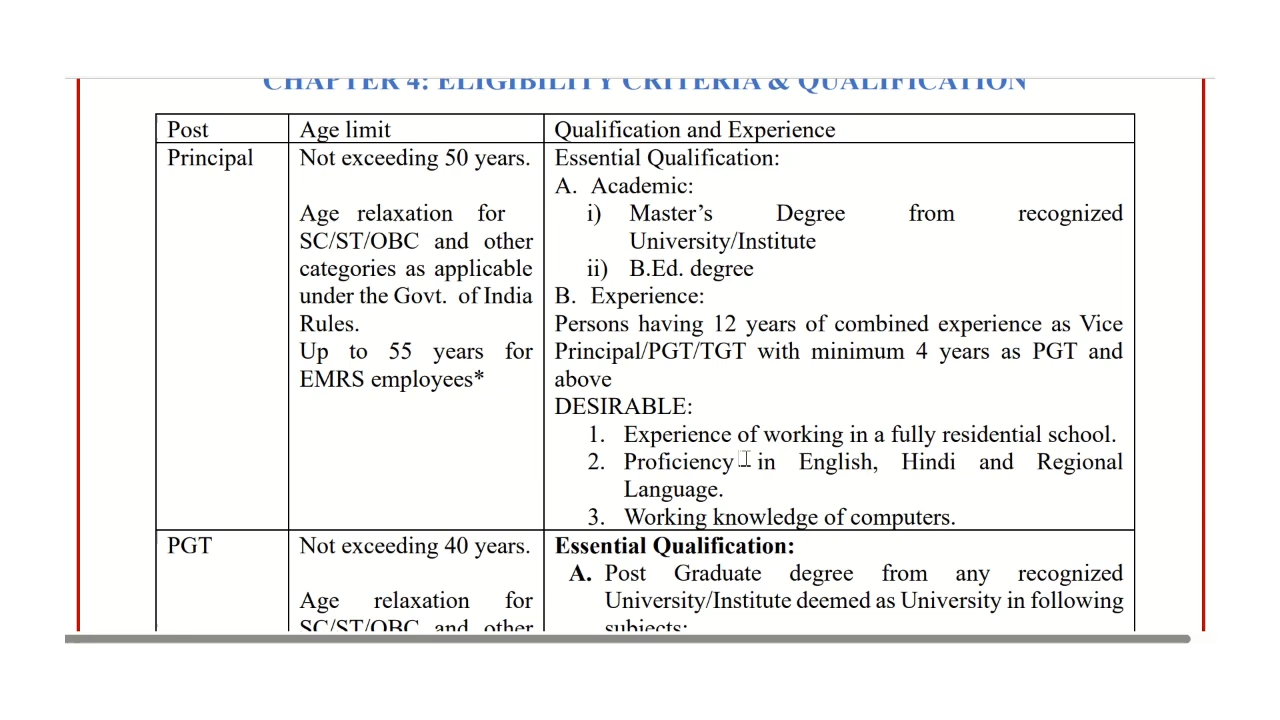 CHAPTER 4: ELIGIBILITY CRITERIA & QUALIFICATION
Post
Age limit
Qualification and Experience
Principal
Not exceeding 50 years.
Age relaxation for
SC/ST/OBC and other
categories as applicable
under the Govt. of India
Rules.
Up to 55 years for
EMRS employees*
Essential Qualification:
A. Academic:
i) Master’s Degree from recognized
University/Institute
ii) B.Ed. degree
B. Experience:
Persons having 12 years of combined experience as Vice
Principal/PGT/TGT with minimum 4 years as PGT and
above
DESIRABLE:
1. Experience of working in a fully residential school.
2. Proficiency in English, Hindi and Regional
Language.
3. Working knowledge of computers.
PGT
Not exceeding 40 years.
Age relaxation for
SC/ST/OBC and other
Essential Qualification:
A. Post Graduate degree from any recognized
University/Institute deemed as University in following
subjects: